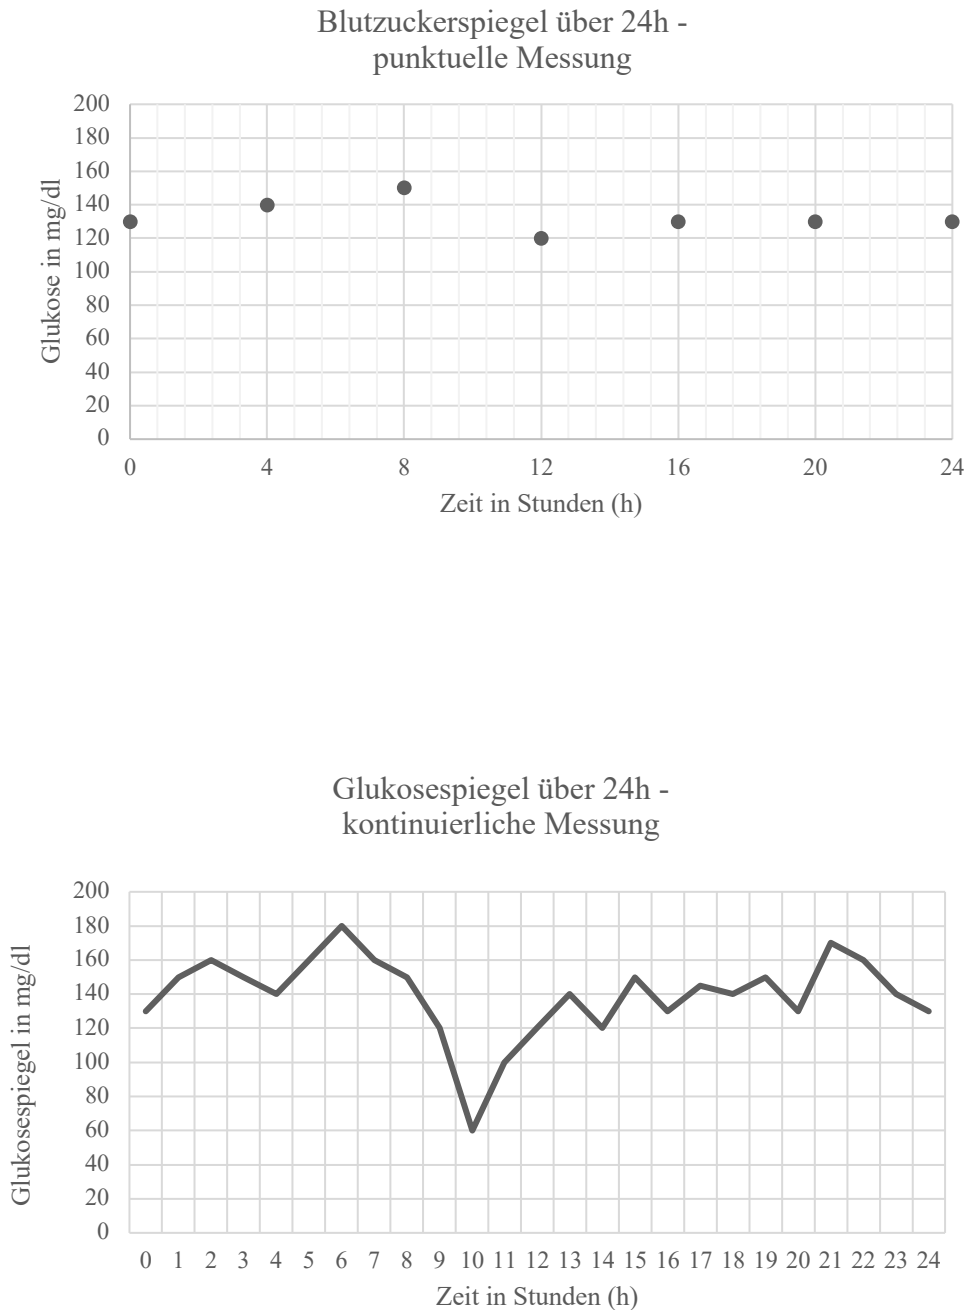 Blutzuckerspiegel über 24h -
punktuelle Messung
200
180
160
140
120
100
80
60
40
20
0
Glukose in mg/dl
0 4 8 12 16 20 24
Zeit in Stunden (h)
Glukosespiegel über 24h -
kontinuierliche Messung
200
180
160
140
120
100
80
60
40
20
0
Glukosespiegel in mg/dl
0 1 2 3 4 5 6 7 8 9 10 11 12 13 14 15 16 17 18 19 20 21 22 23 24
Zeit in Stunden (h)